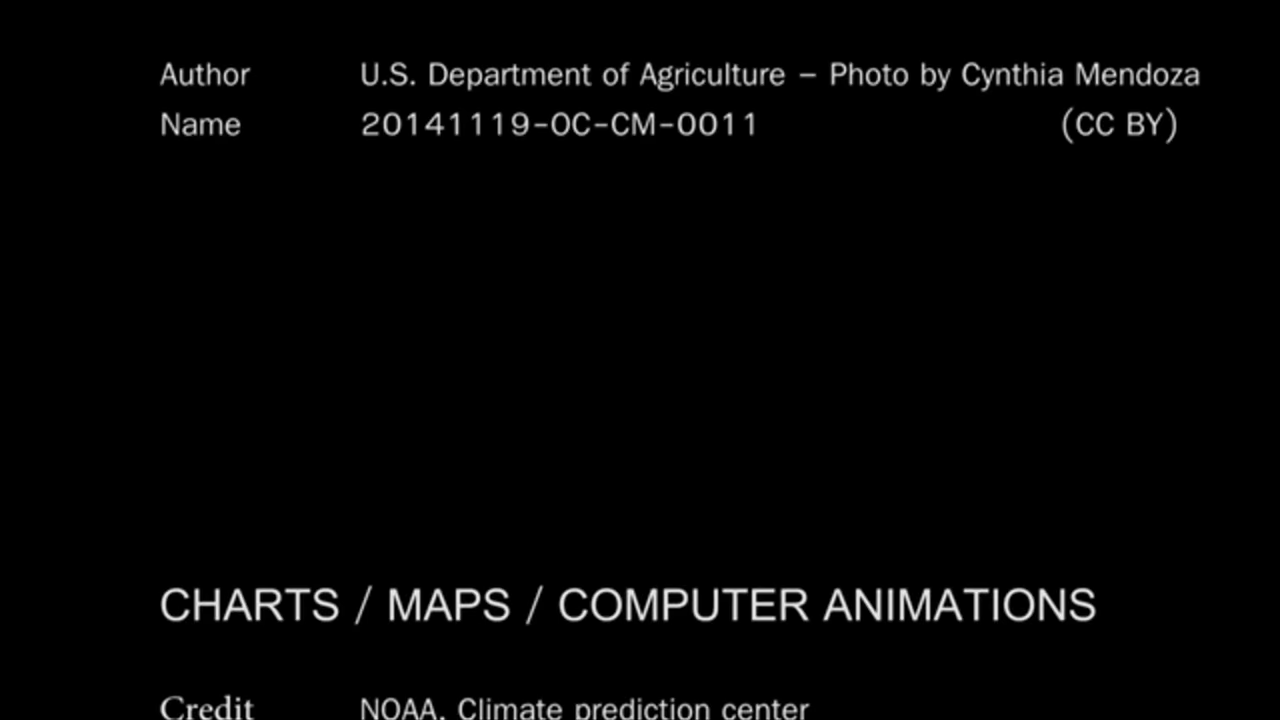 Author U.S. Department of Agriculture – Photo by Cynthia Mendoza
Name 20141119-OC-CM-0011 (CC BY)
CHARTS / MAPS / COMPUTER ANIMATIONS
Credit NOAA, Climate prediction center